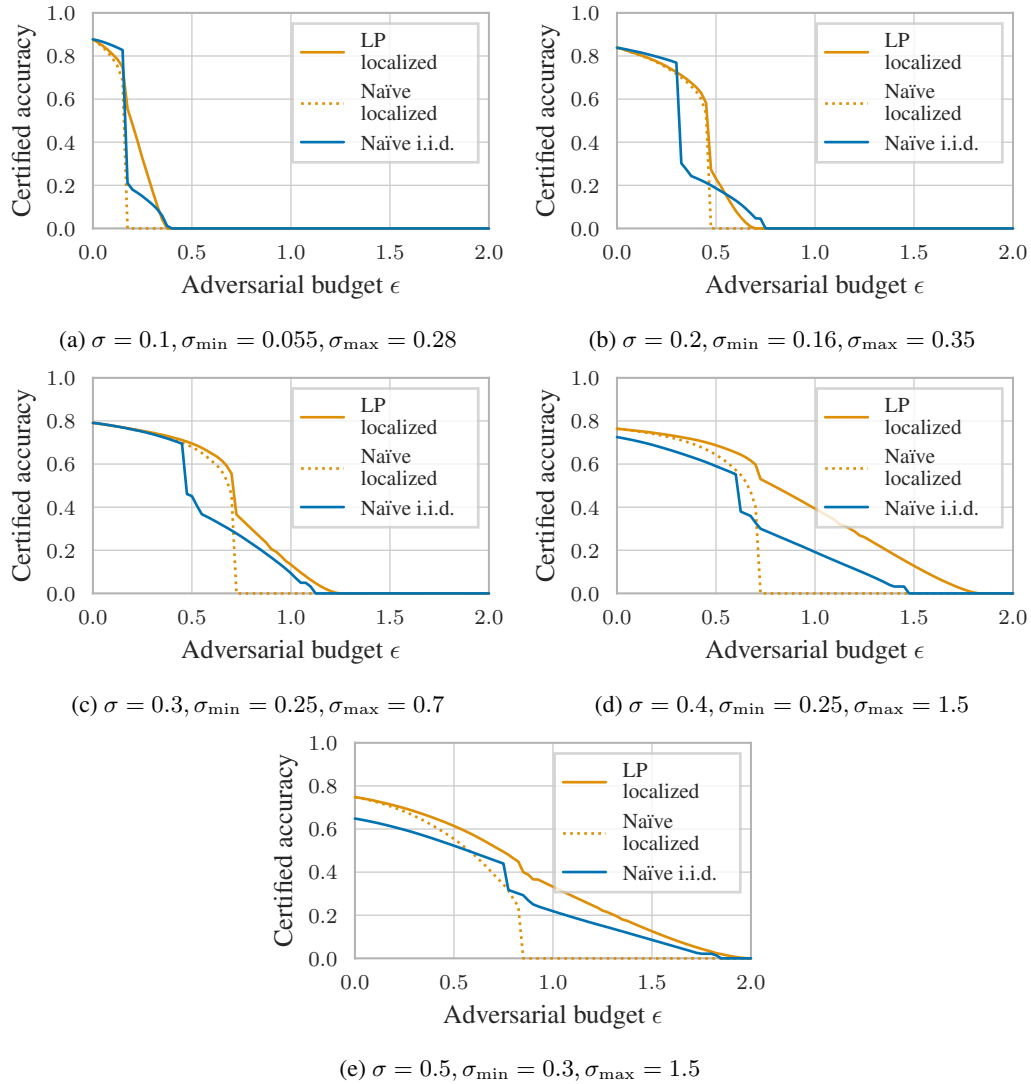 1.0
0.8
0.6
0.4
0.2
0.0
Certified accuracy
LP
localized
Naïve
localized
Naïve i.i.d.
0.0 0.5 1.0 1.5 2.0
Adversarial budget ϵ
(a) σ = 0.1, σmin = 0.055, σmax = 0.28
1.0
0.8
0.6
0.4
0.2
0.0
Certified accuracy
LP
localized
Naïve
localized
Naïve i.i.d.
0.0 0.5 1.0 1.5 2.0
Adversarial budget ϵ
(b) σ = 0.2, σmin = 0.16, σmax = 0.35
1.0
0.8
0.6
0.4
0.2
0.0
Certified accuracy
LP
localized
Naïve
localized
Naïve i.i.d.
0.0 0.5 1.0 1.5 2.0
Adversarial budget ϵ
(c) σ = 0.3, σmin = 0.25, σmax = 0.7
1.0
0.8
0.6
0.4
0.2
0.0
Certified accuracy
LP
localized
Naïve
localized
Naïve i.i.d.
0.0 0.5 1.0 1.5 2.0
Adversarial budget ϵ
(d) σ = 0.4, σmin = 0.25, σmax = 1.5
1.0
0.8
0.6
0.4
0.2
0.0
Certified accuracy
LP
localized
Naïve
localized
Naïve i.i.d.
0.0 0.5 1.0 1.5 2.0
Adversarial budget ϵ
(e) σ = 0.5, σmin = 0.3, σmax = 1.5